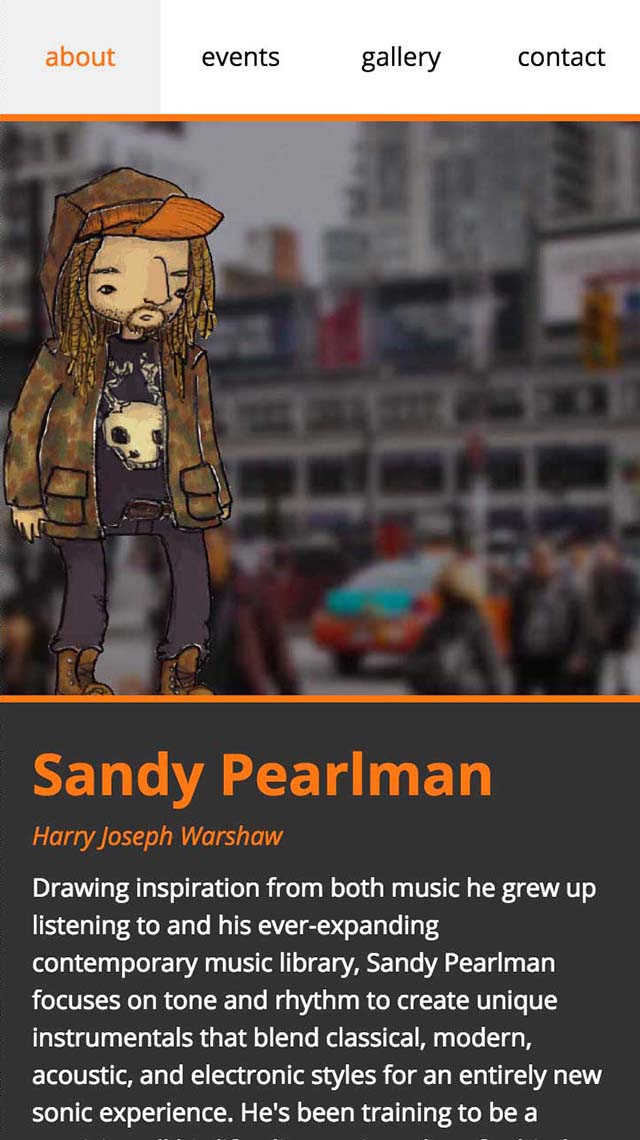 about events gallery contact
Sandy Pearlman
Harry Joseph Warshaw
Drawing inspiration from both music he grew up
listening to and his ever-expanding
contemporary music library, Sandy Pearlman
focuses on tone and rhythm to create unique
instrumentals that blend classical, modern,
acoustic, and electronic styles for an entirely new
sonic experience. He's been training to be a